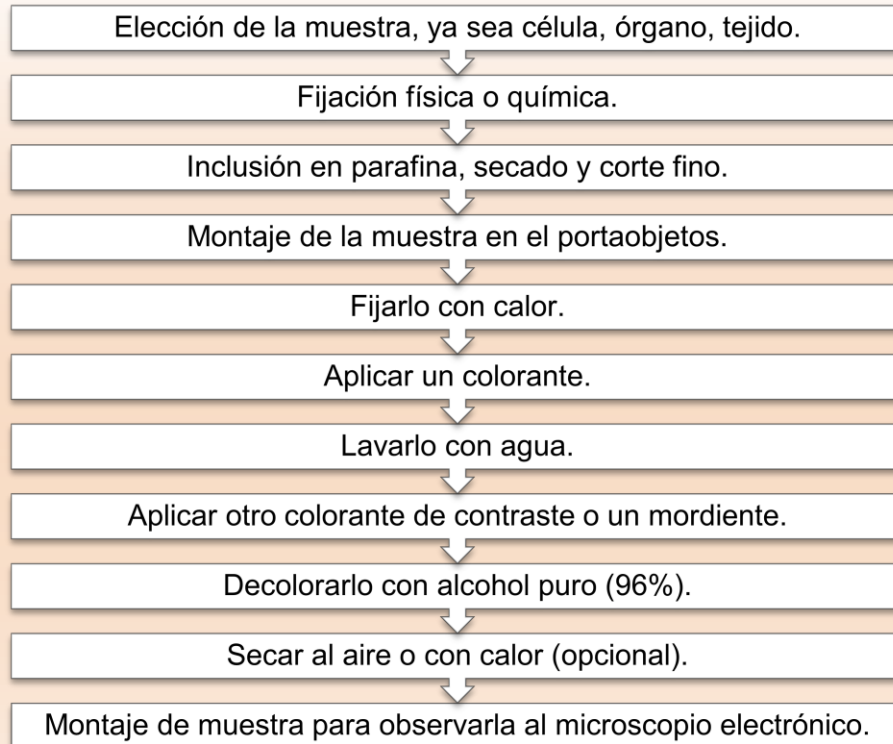 Elección de la muestra, ya sea célula, órgano, tejido.
Fijación física o química.
Inclusión en parafina, secado y corte fino.
Montaje de la muestra en el portaobjetos.
Fijarlo con calor.
Aplicar un colorante.
Lavarlo con agua.
Aplicar otro colorante de contraste o un mordiente.
Decolorarlo con alcohol puro (96%).
Secar al aire o con calor (opcional).
Montaje de muestra para observarla al microscopio electrónico.